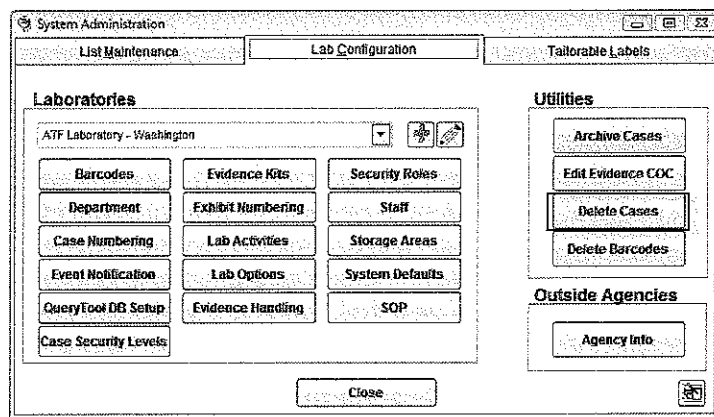 System Administration
List Maintenance
Lab Configuration
Tailorable Labels
Laboratories
ATF Laboratory - Washington
Barcodes
Evidence Kits
Security Roles
Department
Exhibit Numbering
Staff
Case Numbering
Lab Activities
Storage Areas
Event Notification
Lab Options
System Defaults
QueryTool DB Setup
Evidence Handling
SOP
Case Security Levels
Utilities
Archive Cases
Edit Evidence COC
Delete Cases
Delete Barcodes
Outside Agencies
Agency Info
Close